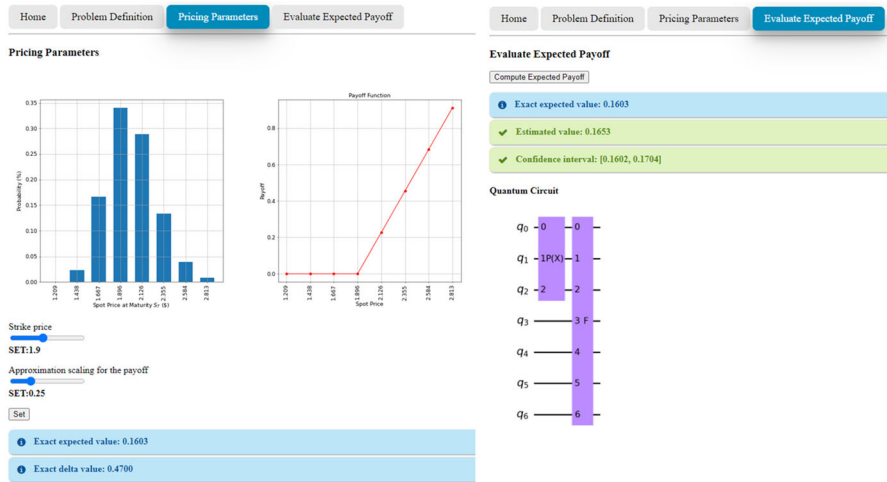 Home Problem Definition Pricing Parameters Evaluate Expected Payoff
Pricing Parameters
0.35
0.30
0.25
0.20
0.15
0.10
0.05
0.00
Probability (%)
1.209 1.438 1.667 1.896 2.126 2.355 2.584 2.813
Spot Price at Maturity S_T ($)
Payoff Function
0.8
0.6
0.4
0.2
0.0
Payoff
1.209 1.438 1.667 1.896 2.126 2.355 2.584 2.813
Spot Price
Strike price
SET:1.9
Approximation scaling for the payoff
SET:0.25
Set
Exact expected value: 0.1603
Exact delta value: 0.4700
Home Problem Definition Pricing Parameters Evaluate Expected Payoff
Evaluate Expected Payoff
Compute Expected Payoff
Exact expected value: 0.1603
Estimated value: 0.1653
Confidence interval: [0.1602, 0.1704]
Quantum Circuit
q0 0 0
q1 1P(X) 1
q2 2 2
q3 3 F
q4 4
q5 5
q6 6